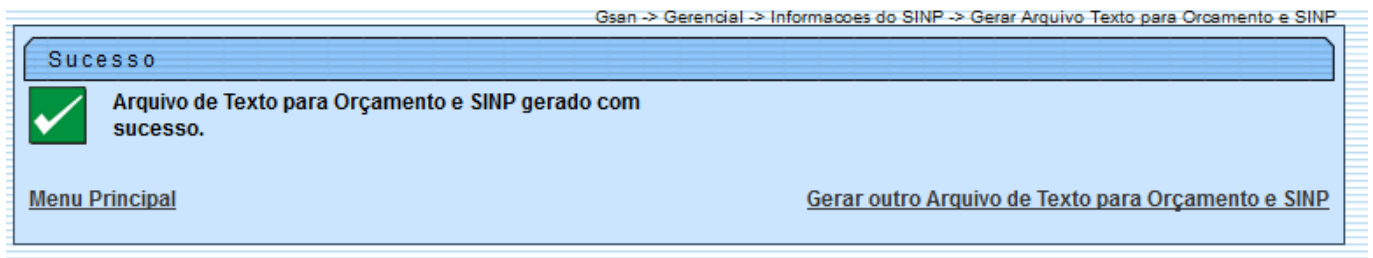 Gsan -> Gerencial -> Informacoes do SINP -> Gerar Arquivo Texto para Orcamento e SINP
Sucesso
Arquivo de Texto para Orçamento e SINP gerado com
sucesso.
Menu Principal
Gerar outro Arquivo de Texto para Orçamento e SINP